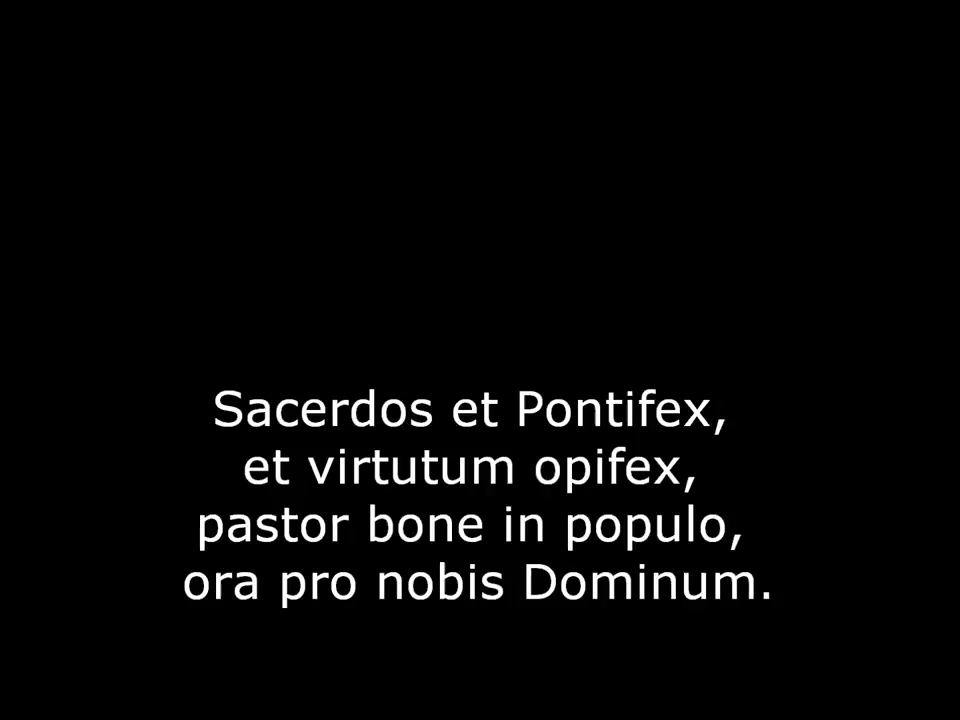 Sacerdos et Pontifex,
et virtutum opifex,
pastor bone in populo,
ora pro nobis Dominum.